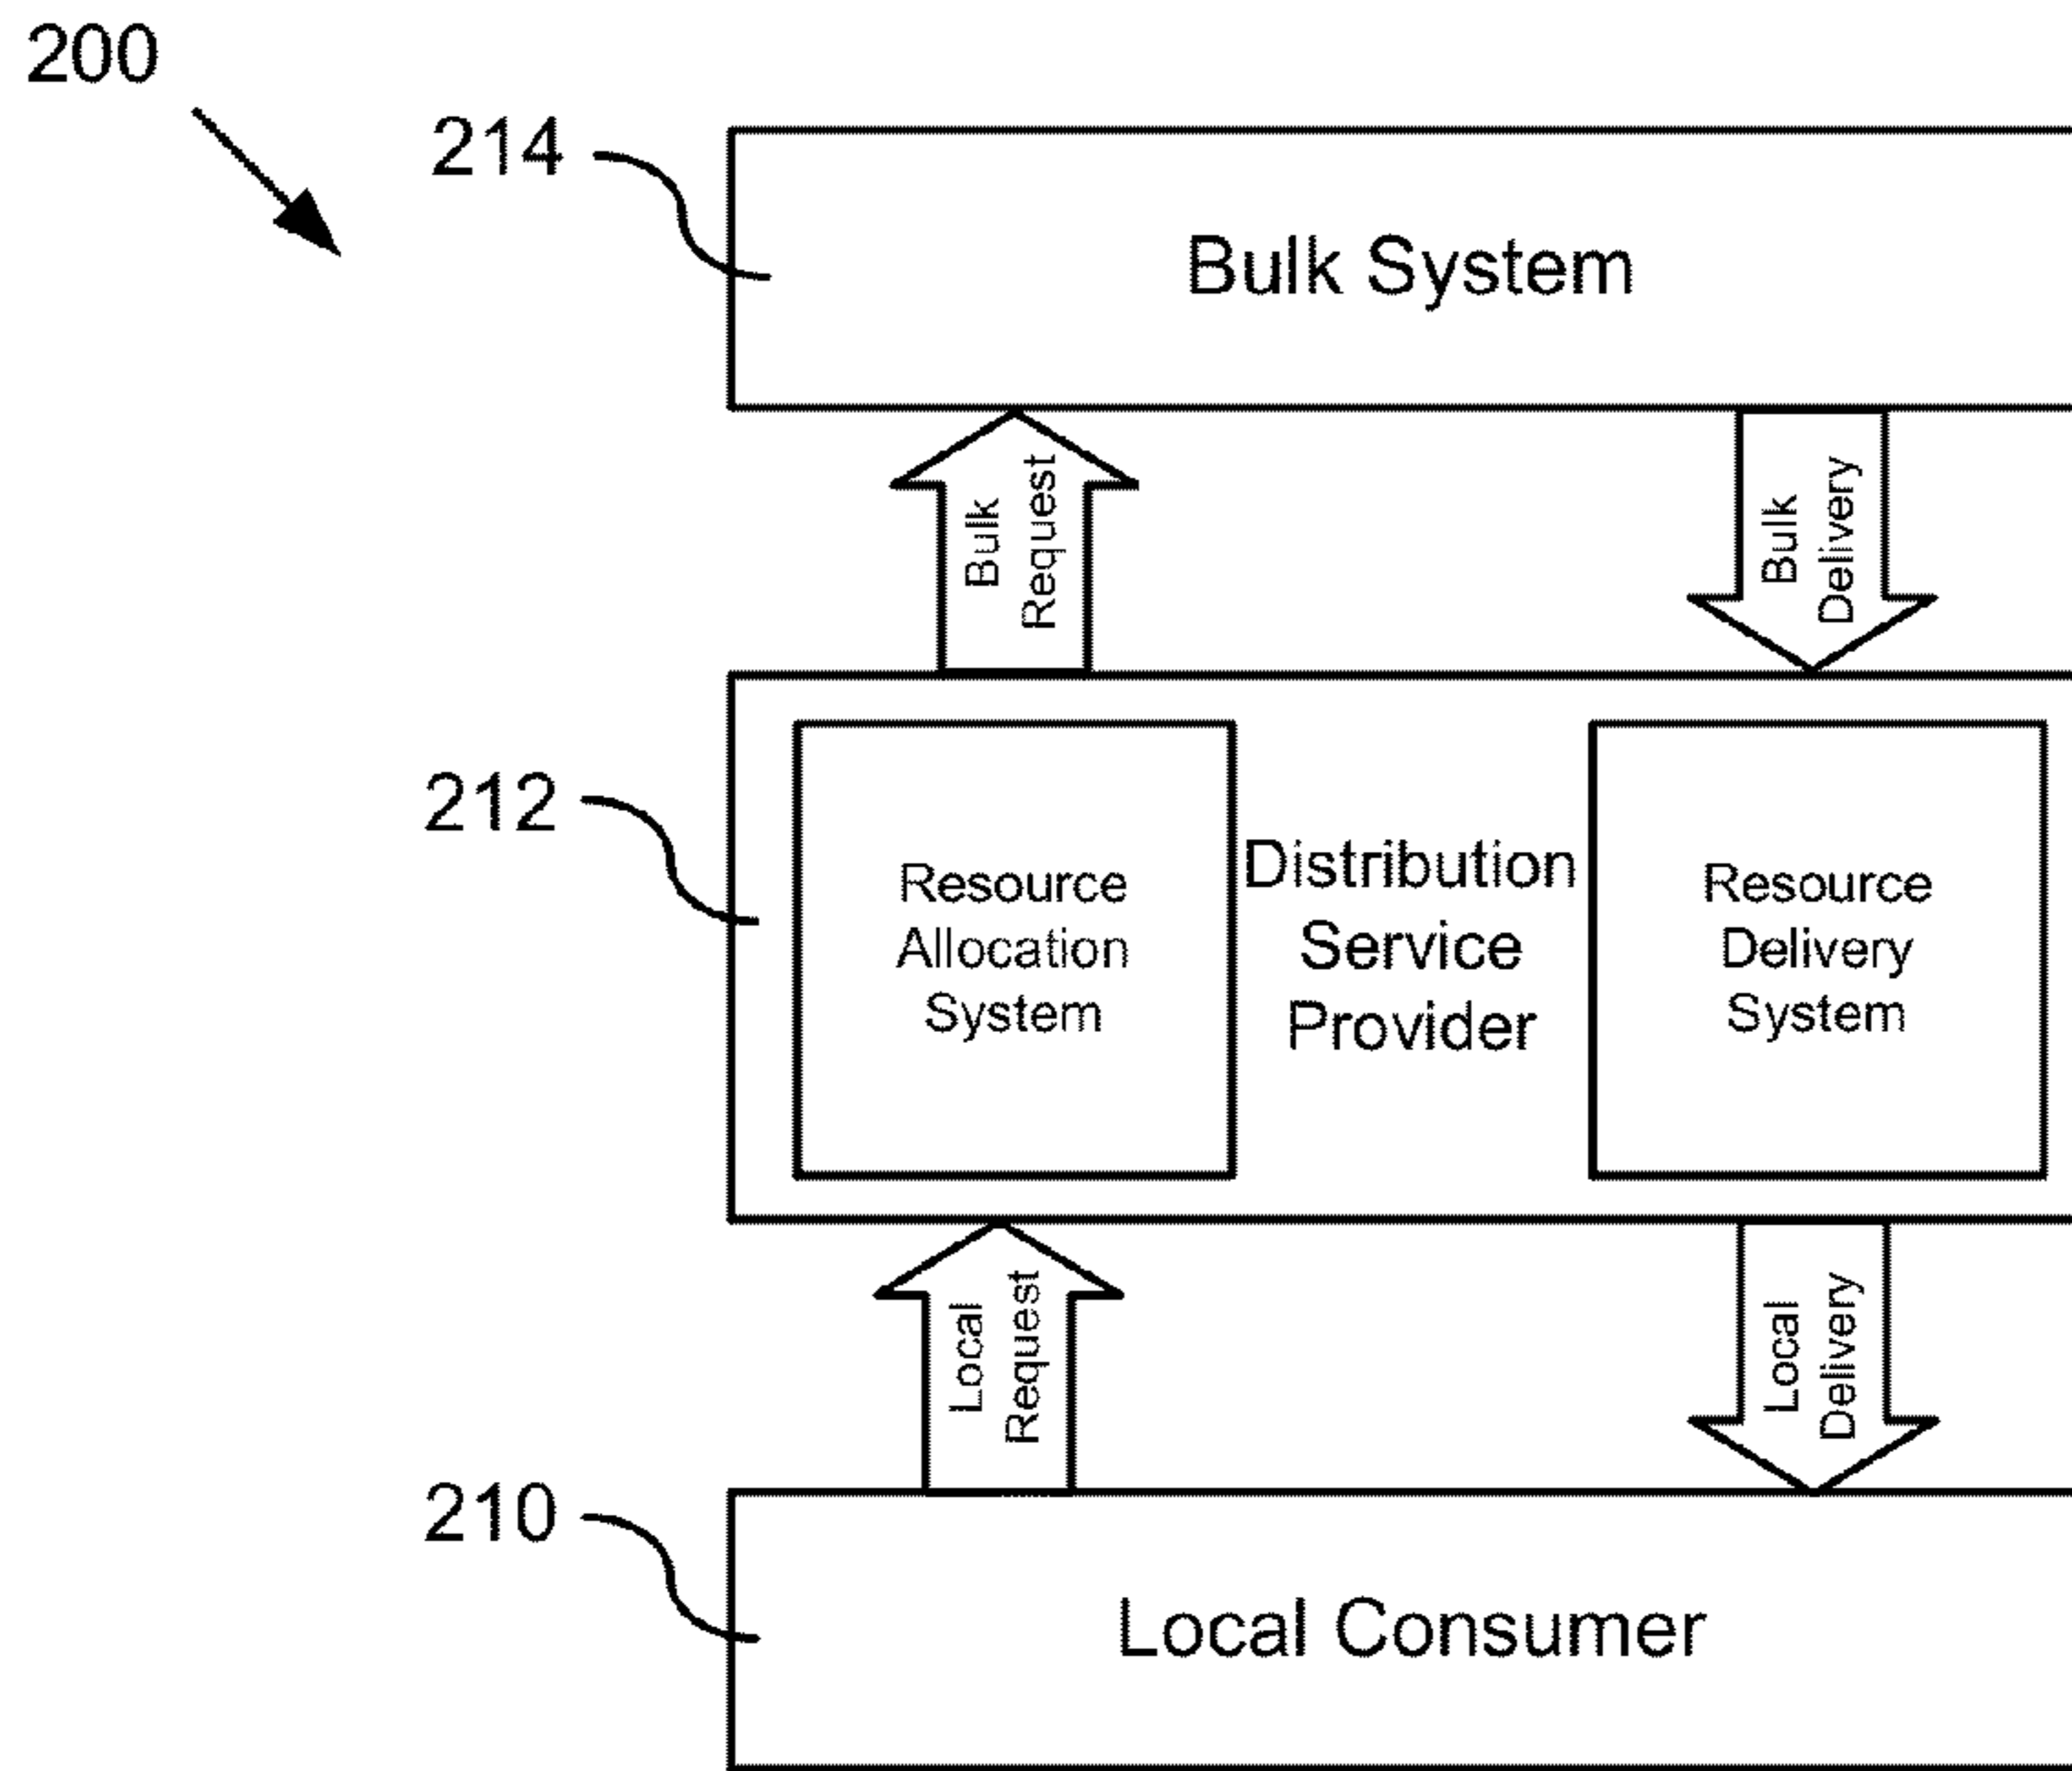 200
214
Bulk System
Bulk
Request
Bulk
Delivery
212
Resource
Allocation
System
Distribution
Service
Provider
Resource
Delivery
System
Local
Request
Local
Delivery
210
Local Consumer